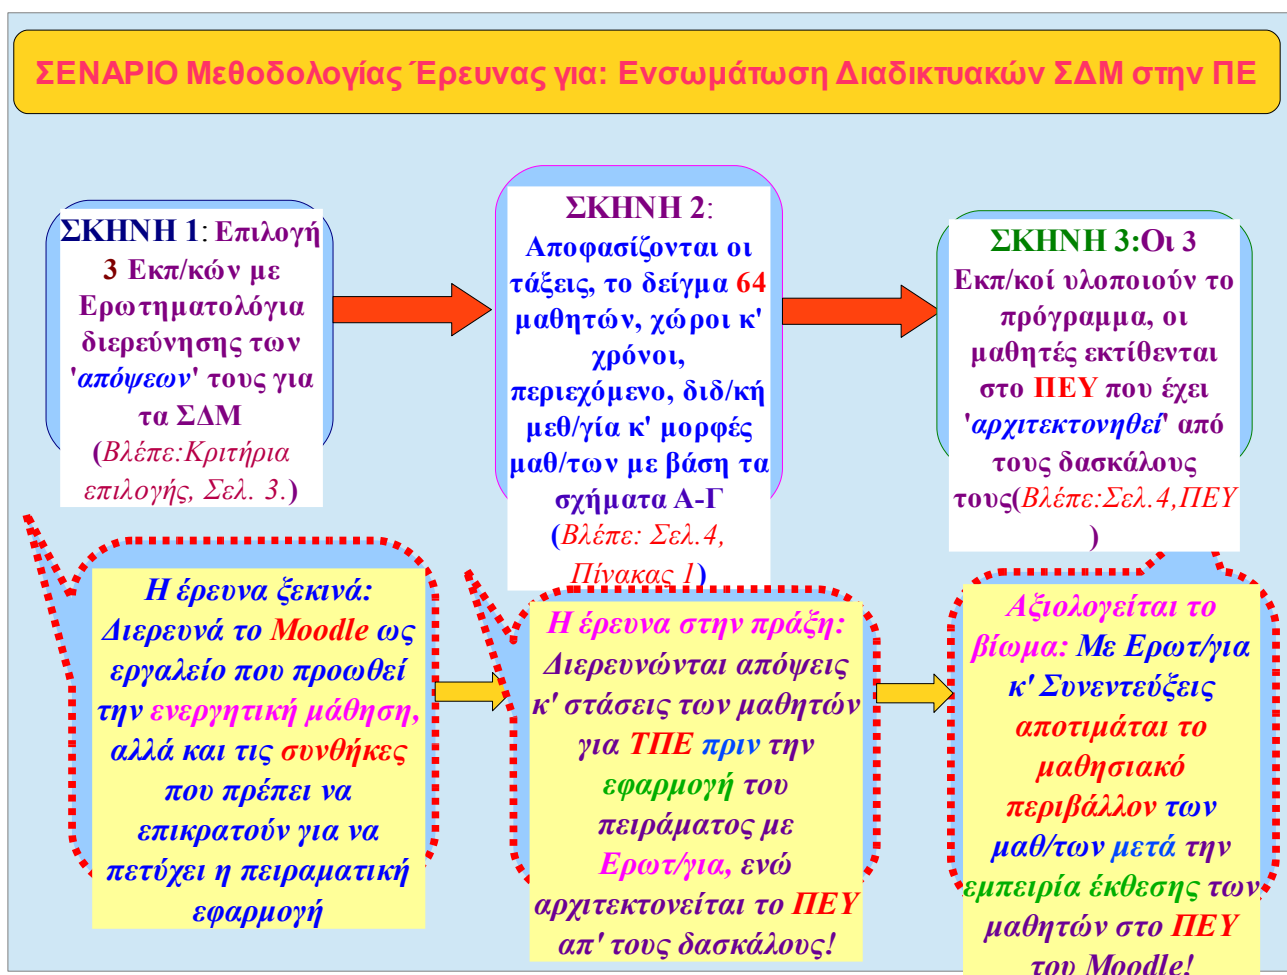 ΣΕΝΑΡΙΟ Μεθοδολογίας Έρευνας για: Ενσωμάτωση Διαδικτυακών ΣΔΜ στην ΠΕ
ΣΚΗΝΗ 1: Επιλογή
3 Εκπ/κών με
Ερωτηματολόγια
διερεύνησης των
'απόψεων' τους για
τα ΣΔΜ
(Βλέπε:Κριτήρια
επιλογής, Σελ. 3.)
ΣΚΗΝΗ 2:
Αποφασίζονται οι
τάξεις, το δείγμα 64
μαθητών, χώροι κ'
χρόνοι,
περιεχόμενο, διδ/κή
μεθ/γία κ' μορφές
μαθ/των με βάση τα
σχήματα Α-Γ
(Βλέπε: Σελ.4,
Πίνακας 1)
ΣΚΗΝΗ 3:Οι 3
Εκπ/κοί υλοποιούν το
πρόγραμμα, οι
μαθητές εκτίθενται
στο ΠΕΥ που έχει
'αρχιτεκτονηθεί' από
τους δασκάλους
τους(Βλέπε:Σελ.4,ΠΕΥ
)
Η έρευνα ξεκινά:
Διερευνά το Moodle ως
εργαλείο που προωθεί
την ενεργητική μάθηση,
αλλά και τις συνθήκες
που πρέπει να
επικρατούν για να
πετύχει η πειραματική
εφαρμογή
Η έρευνα στην πράξη:
Διερευνώνται απόψεις
κ' στάσεις των μαθητών
για ΤΠΕ πριν την
εφαρμογή του
πειράματος με
Ερωτ/για, ενώ
αρχιτεκτονείται το ΠΕΥ
απ' τους δασκάλους!
Αξιολογείται το
βίωμα: Με Ερωτ/για
κ' Συνεντεύξεις
αποτιμάται το
μαθησιακό
περιβάλλον των
μαθ/των μετά την
εμπειρία έκθεσης των
μαθητών στο ΠΕΥ
του Moodle!